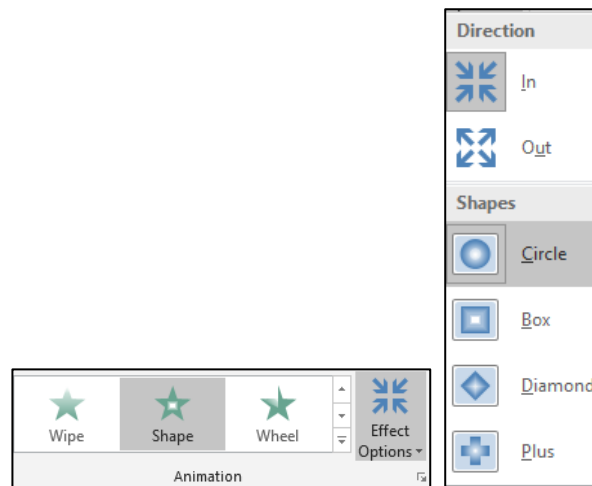 Direction
In
Out
Shapes
Circle
Box
Diamond
Plus
Wipe
Shape
Wheel
Effect
Options
Animation